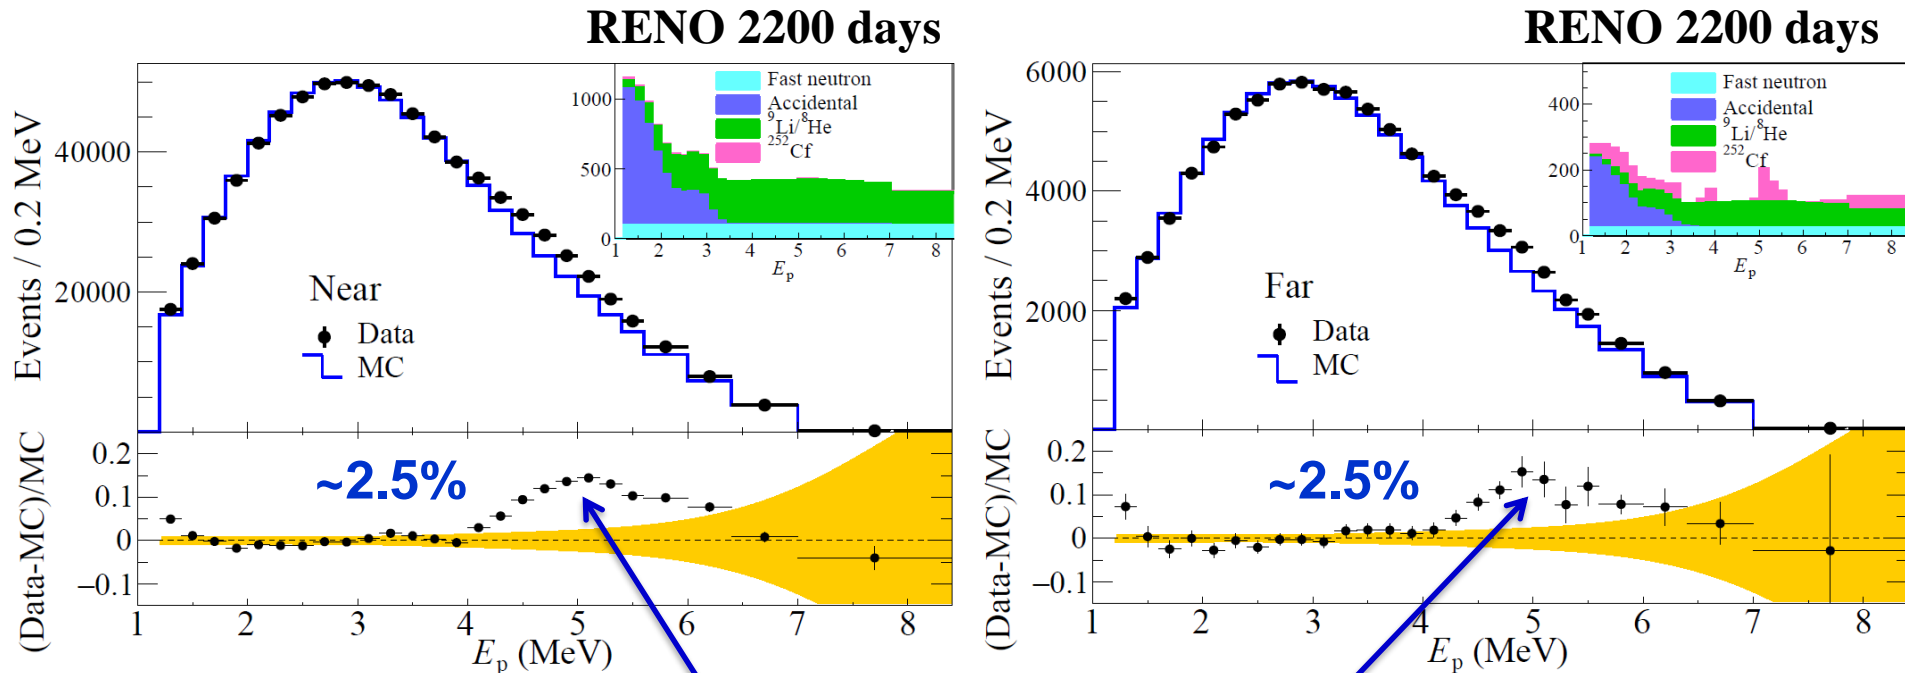 RENO 2200 days
Events / 0.2 MeV
40000
20000
Near
Data
MC
1000
500
0
Fast neutron
Accidental
⁹Li/⁸He
²⁵²Cf
1 2 3 4 5 6 7 8
Eₚ
(Data-MC)/MC
0.2
0.1
0
−0.1
~2.5%
1 2 3 4 5 6 7 8
Eₚ (MeV)
RENO 2200 days
Events / 0.2 MeV
6000
4000
2000
Far
Data
MC
400
200
0
Fast neutron
Accidental
⁹Li/⁸He
²⁵²Cf
1 2 3 4 5 6 7 8
Eₚ
(Data-MC)/MC
0.2
0.1
0
−0.1
~2.5%
1 2 3 4 5 6 7 8
Eₚ (MeV)